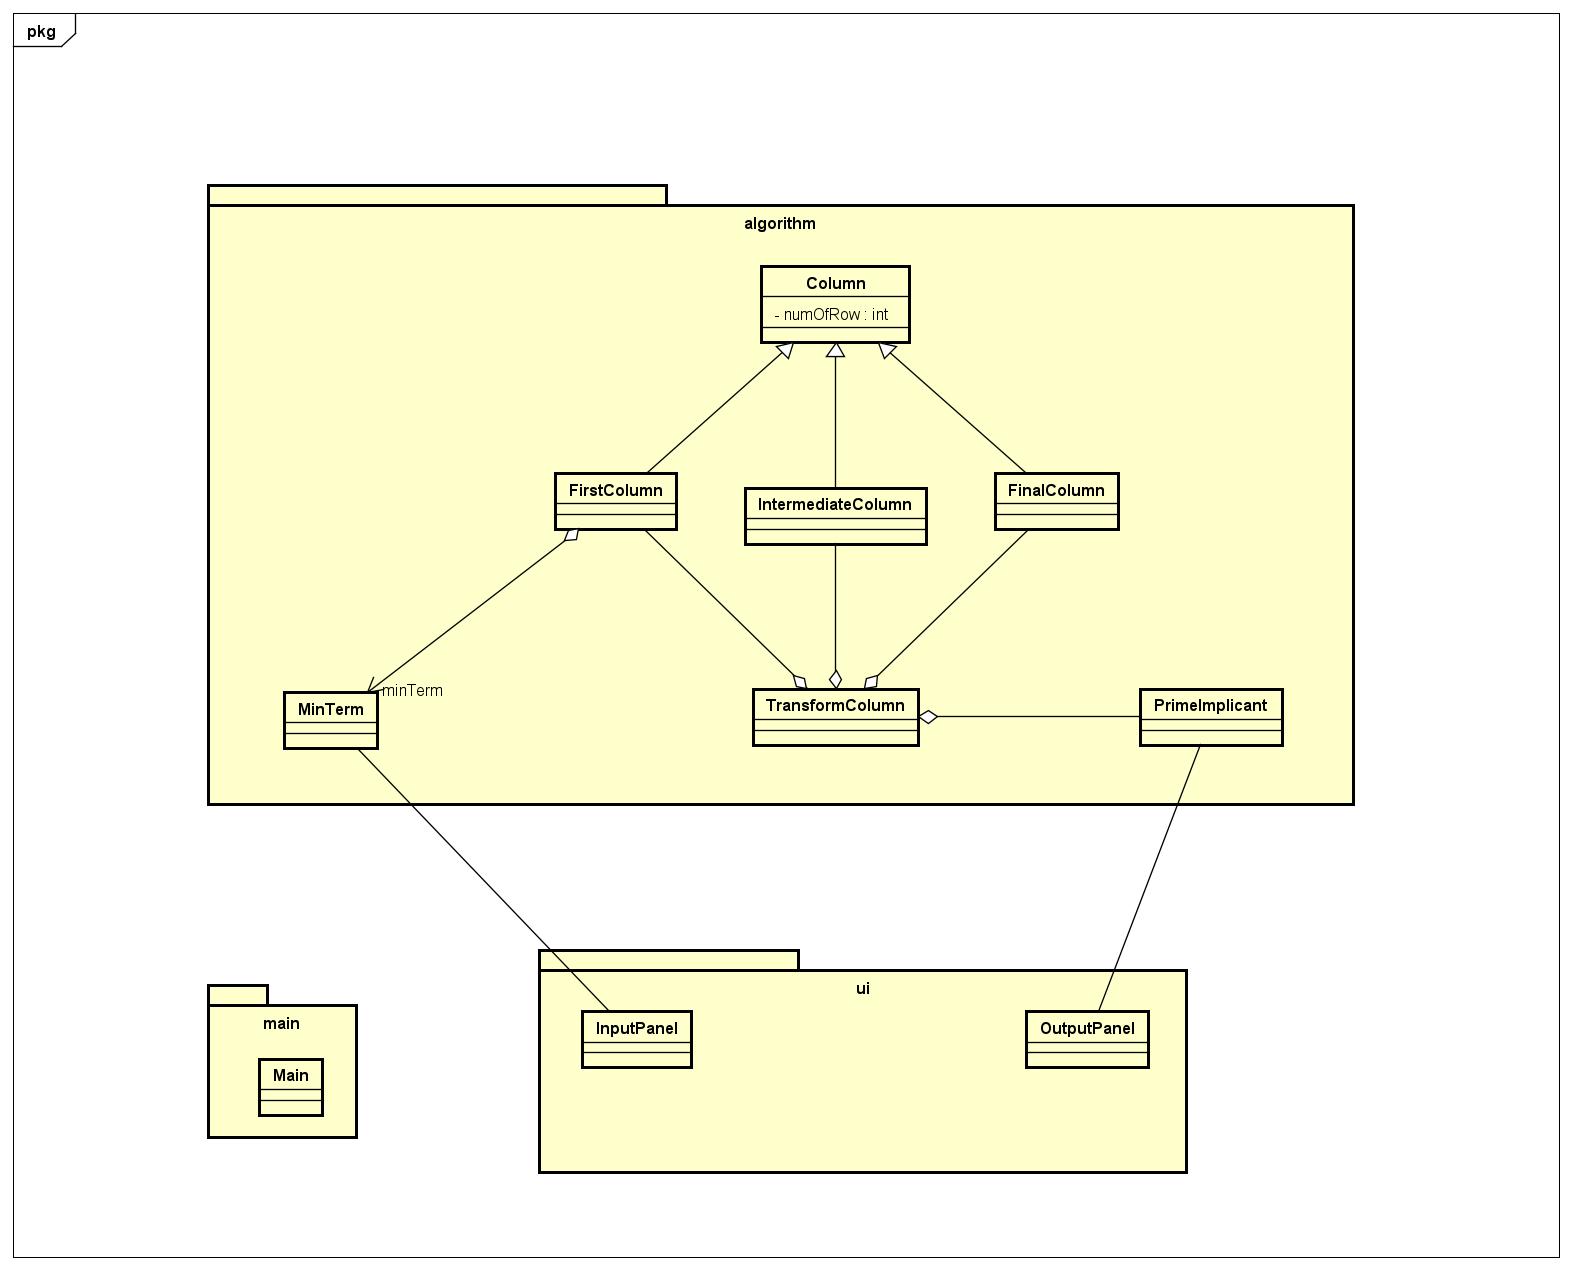 pkg
algorithm
Column
- numOfRow : int
FirstColumn
IntermediateColumn
FinalColumn
minTerm
MinTerm
TransformColumn
PrimeImplicant
ui
main
InputPanel
OutputPanel
Main